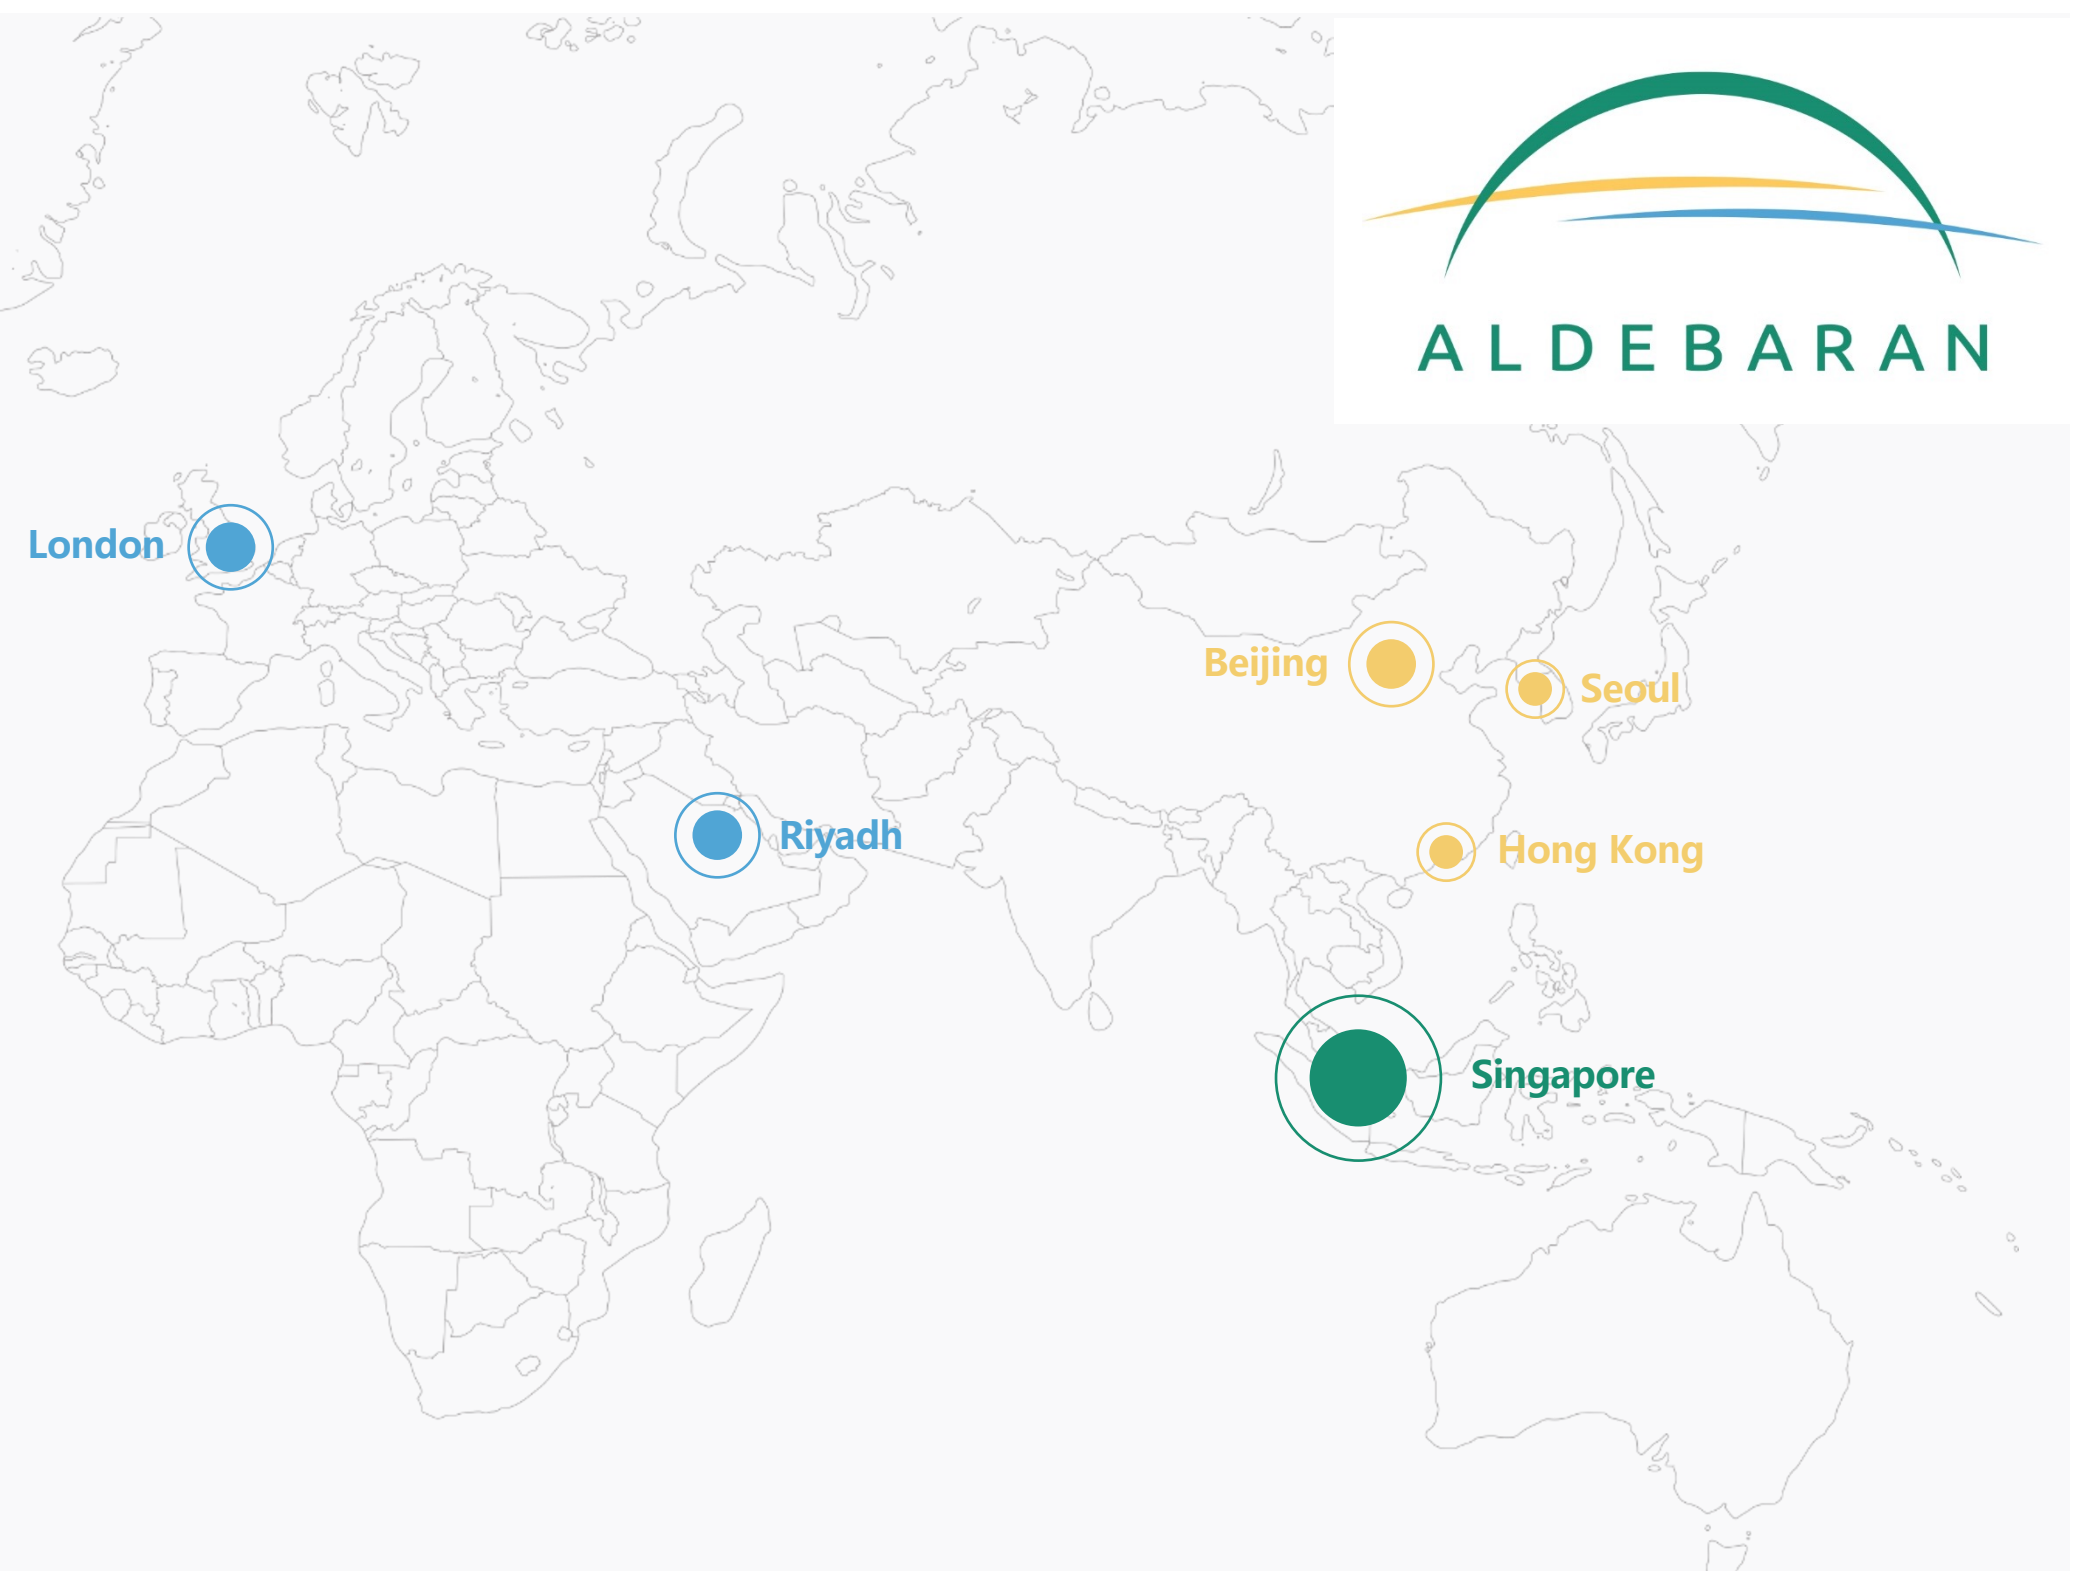 ALDEBARAN
London
Beijing
Seoul
Riyadh
Hong Kong
Singapore